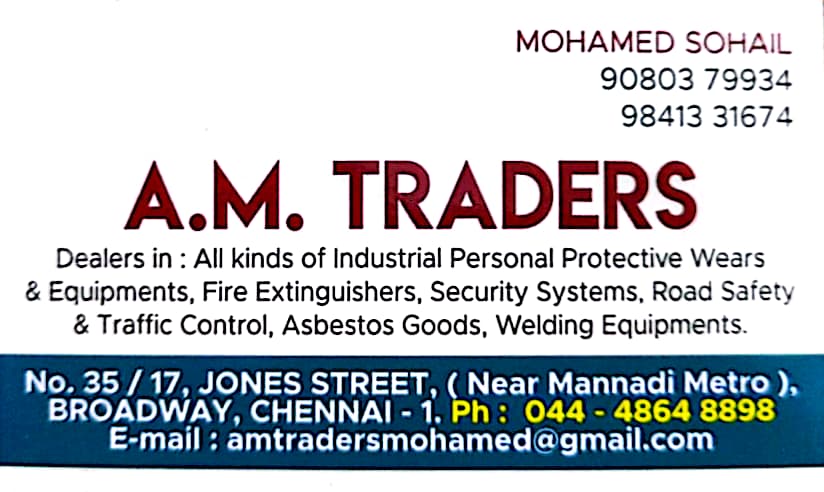 MOHAMED SOHAIL
90803 79934
98413 31674
A.M. TRADERS
Dealers in : All kinds of Industrial Personal Protective Wears
& Equipments, Fire Extinguishers, Security Systems, Road Safety
& Traffic Control, Asbestos Goods, Welding Equipments.
No. 35 / 17, JONES STREET, ( Near Mannadi Metro ),
BROADWAY, CHENNAI - 1. Ph : 044 - 4864 8898
E-mail : amtradersmohamed@gmail.com